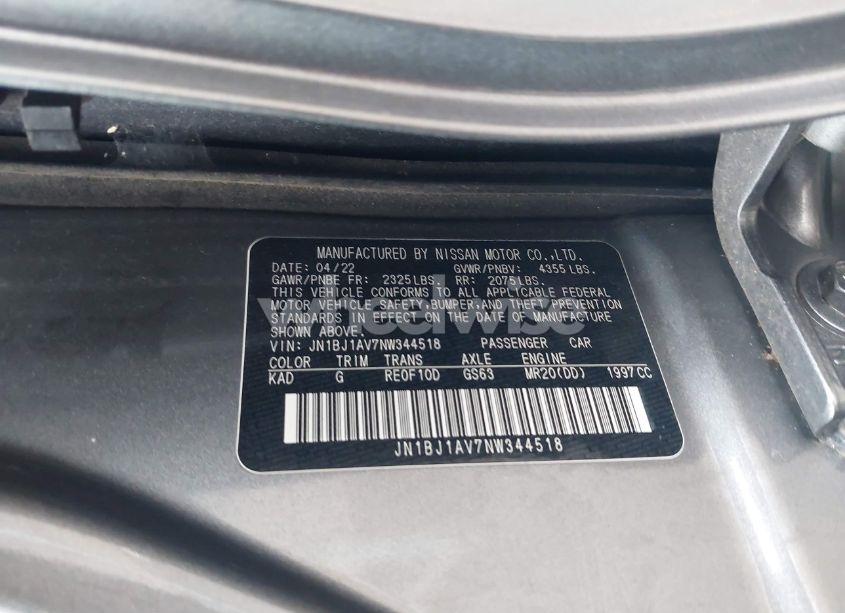 MANUFACTURED BY NISSAN MOTOR CO.,LTD.
DATE: 04/22 GVWR/PNBV: 4355 LBS.
GAWR/PNBE FR: 2325 LBS. RR: 2075 LBS.
THIS VEHICLE CONFORMS TO ALL APPLICABLE FEDERAL
MOTOR VEHICLE SAFETY,BUMPER,AND THEFT PREVENTION
STANDARDS IN EFFECT ON THE DATE OF MANUFACTURE
SHOWN ABOVE.
VIN: JN1BJ1AV7NW344518 PASSENGER CAR
COLOR TRIM TRANS AXLE ENGINE
KAD G RE0F10D GS63 MR20(DD) 1997CC
JN1BJ1AV7NW344518